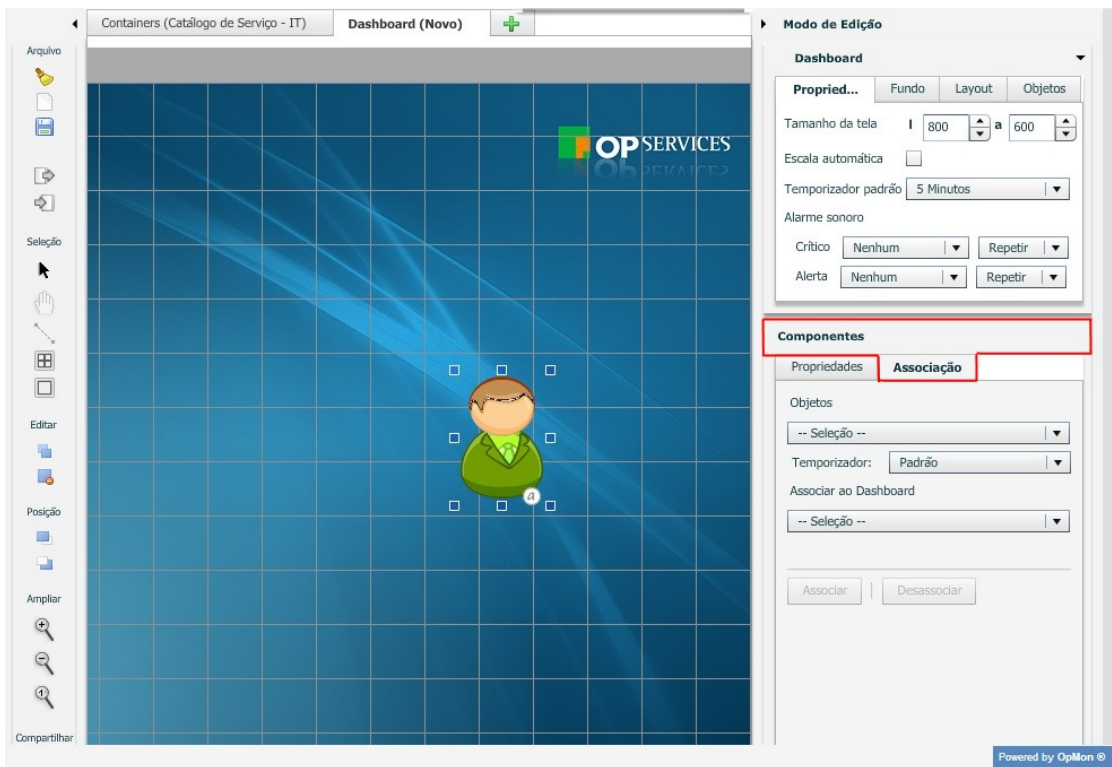 Containers (Catálogo de Serviço - IT)
Dashboard (Novo)
Modo de Edição
Arquivo
Seleção
Editar
Posição
Ampliar
Compartilhar
OPSERVICES
a
Dashboard
Propried...
Fundo
Layout
Objetos
Tamanho da tela l 800 a 600
Escala automática
Temporizador padrão 5 Minutos
Alarme sonoro
Crítico Nenhum Repetir
Alerta Nenhum Repetir
Componentes
Propriedades
Associação
Objetos
-- Seleção --
Temporizador: Padrão
Associar ao Dashboard
-- Seleção --
Associar
Desassociar
Powered by OpMon ®